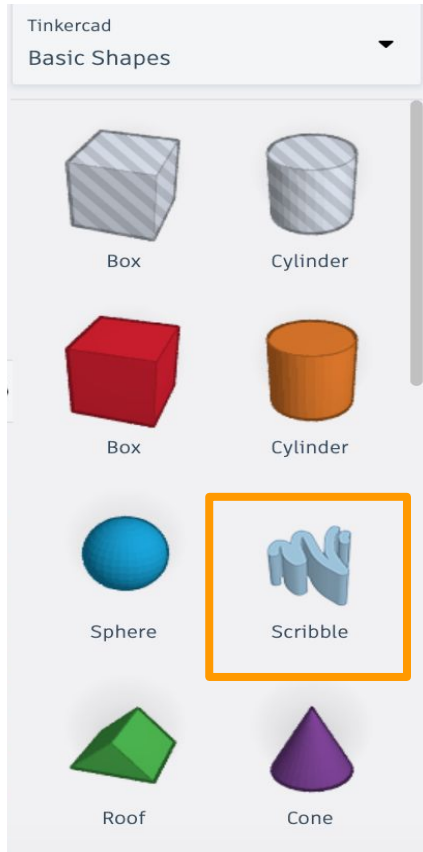 Tinkercad
Basic Shapes
Box Cylinder
Box Cylinder
Sphere Scribble
Roof Cone